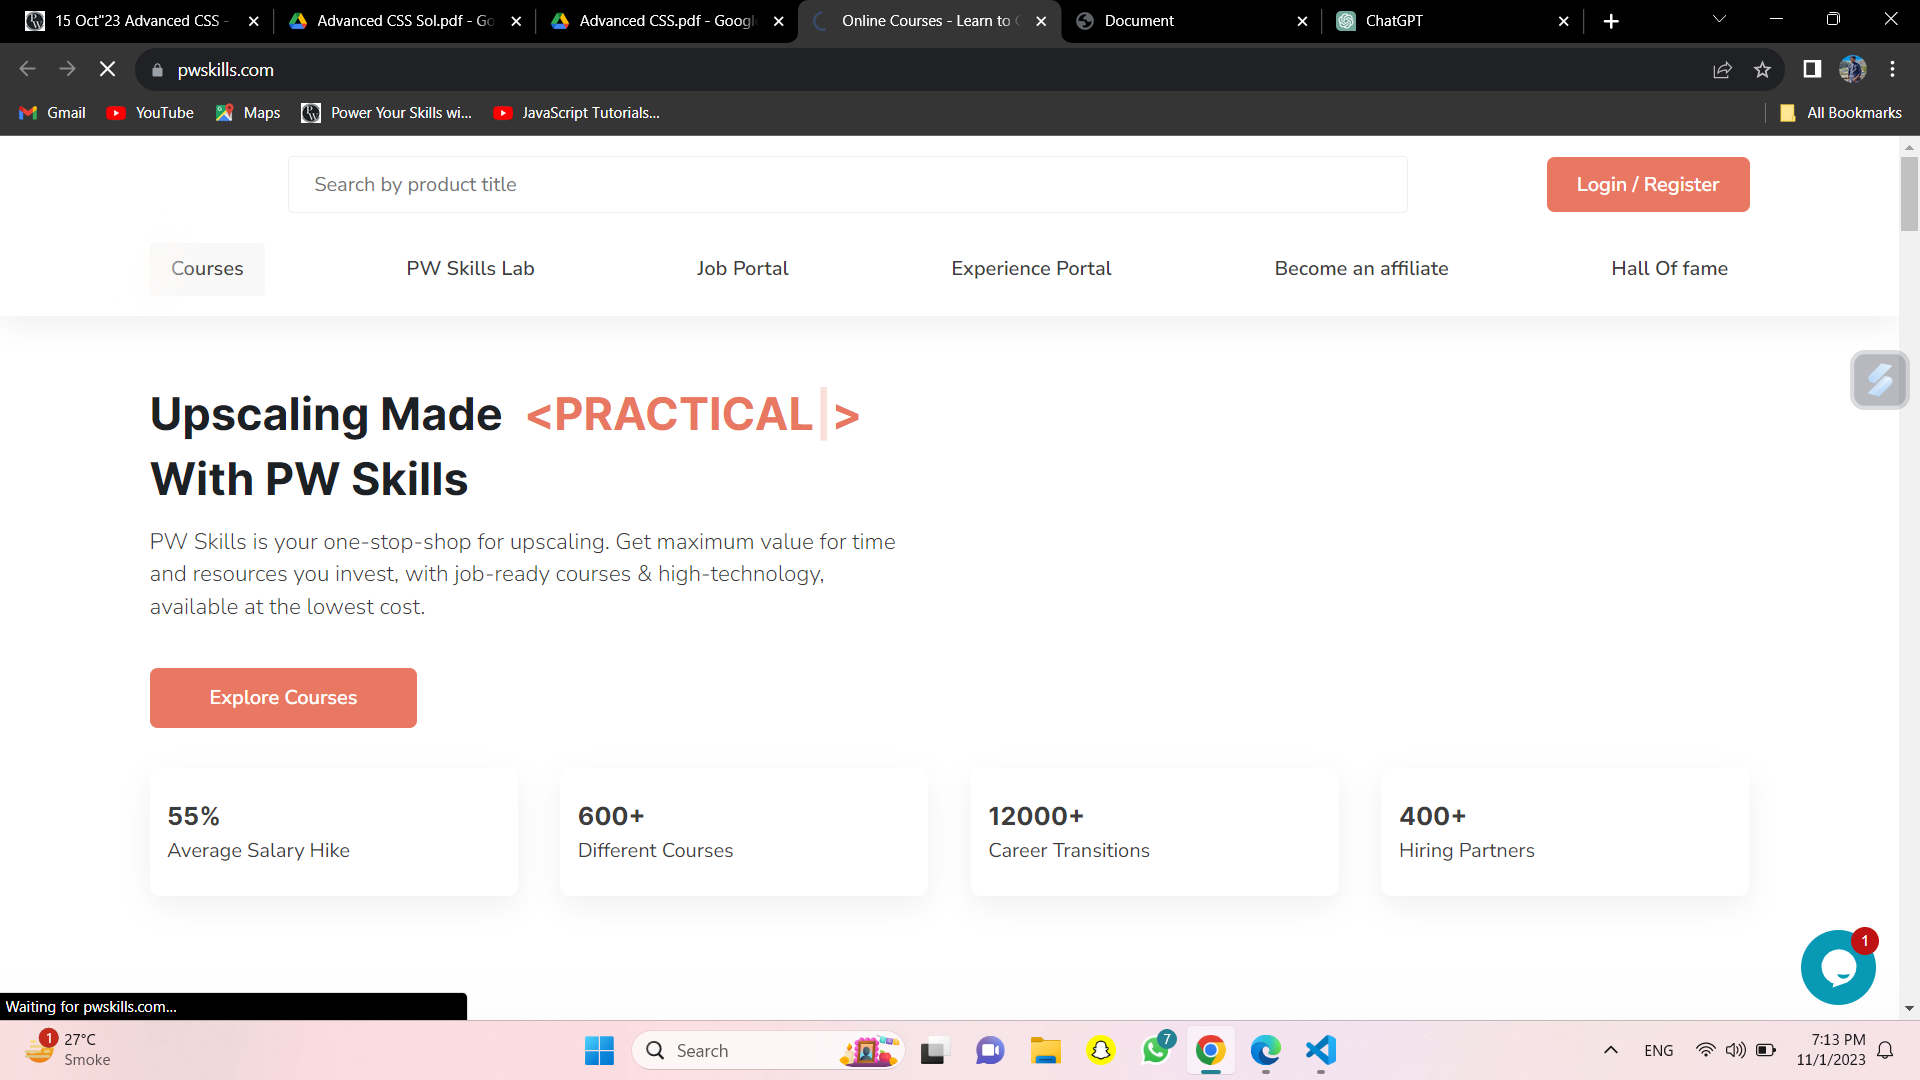 15 Oct"23 Advanced CSS -
Advanced CSS Sol.pdf - Go
Advanced CSS.pdf - Google
Online Courses - Learn to C
Document
ChatGPT
pwskills.com
Gmail
YouTube
Maps
Power Your Skills wi...
JavaScript Tutorials...
All Bookmarks
Search by product title
Login / Register
Courses
PW Skills Lab
Job Portal
Experience Portal
Become an affiliate
Hall Of fame
Upscaling Made <PRACTICAL|>
With PW Skills
PW Skills is your one-stop-shop for upscaling. Get maximum value for time
and resources you invest, with job-ready courses & high-technology,
available at the lowest cost.
Explore Courses
55%
Average Salary Hike
600+
Different Courses
12000+
Career Transitions
400+
Hiring Partners
1
Waiting for pwskills.com...
1
27°C
Smoke
Search
7
ENG
7:13 PM
11/1/2023